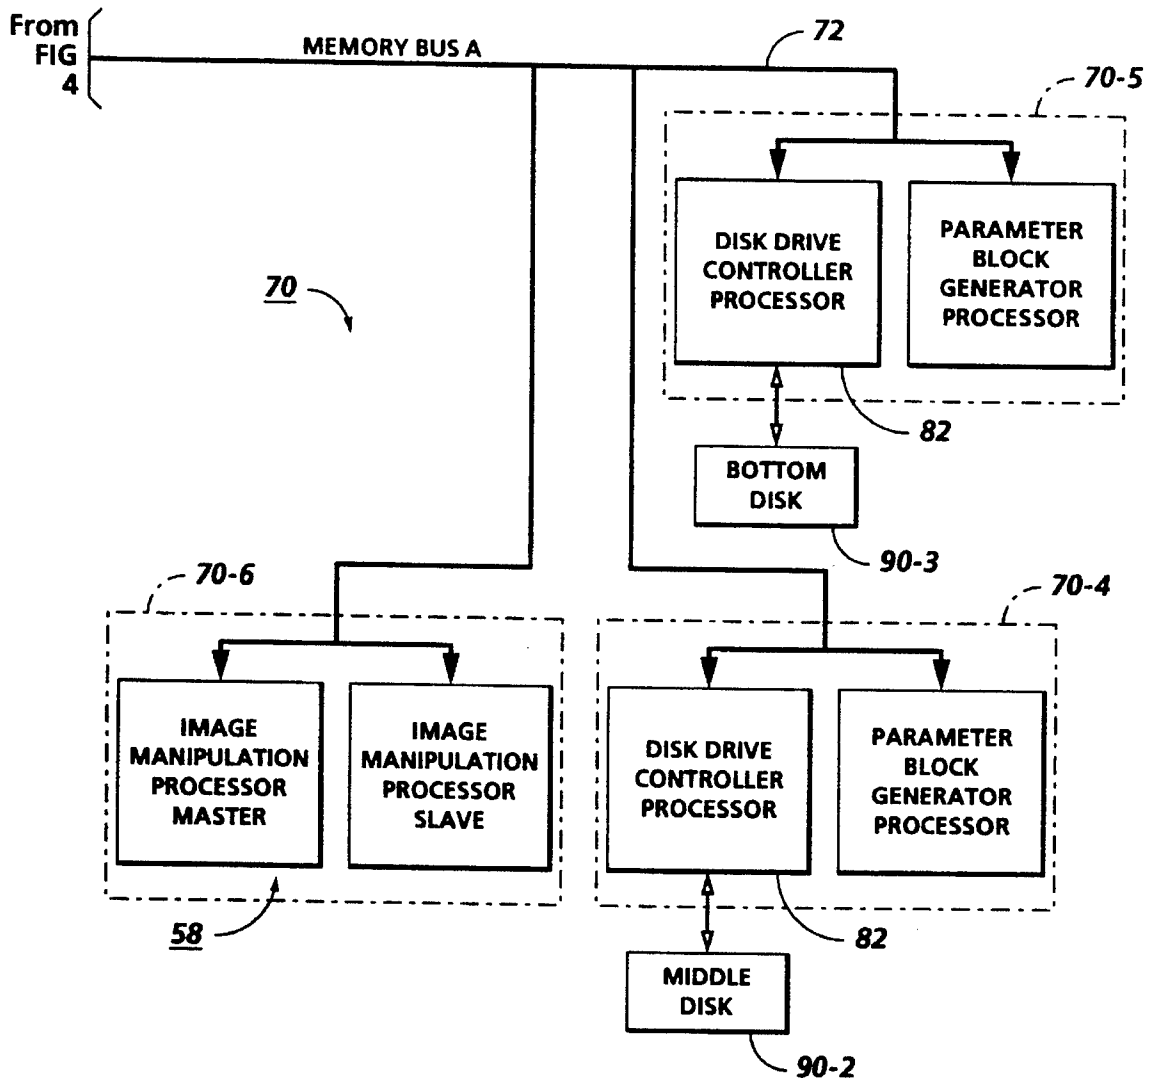 From
FIG
4
MEMORY BUS A
72
70-5
DISK DRIVE
CONTROLLER
PROCESSOR
PARAMETER
BLOCK
GENERATOR
PROCESSOR
70
82
BOTTOM
DISK
90-3
70-6
70-4
IMAGE
MANIPULATION
PROCESSOR
MASTER
IMAGE
MANIPULATION
PROCESSOR
SLAVE
DISK DRIVE
CONTROLLER
PROCESSOR
PARAMETER
BLOCK
GENERATOR
PROCESSOR
58
82
MIDDLE
DISK
90-2